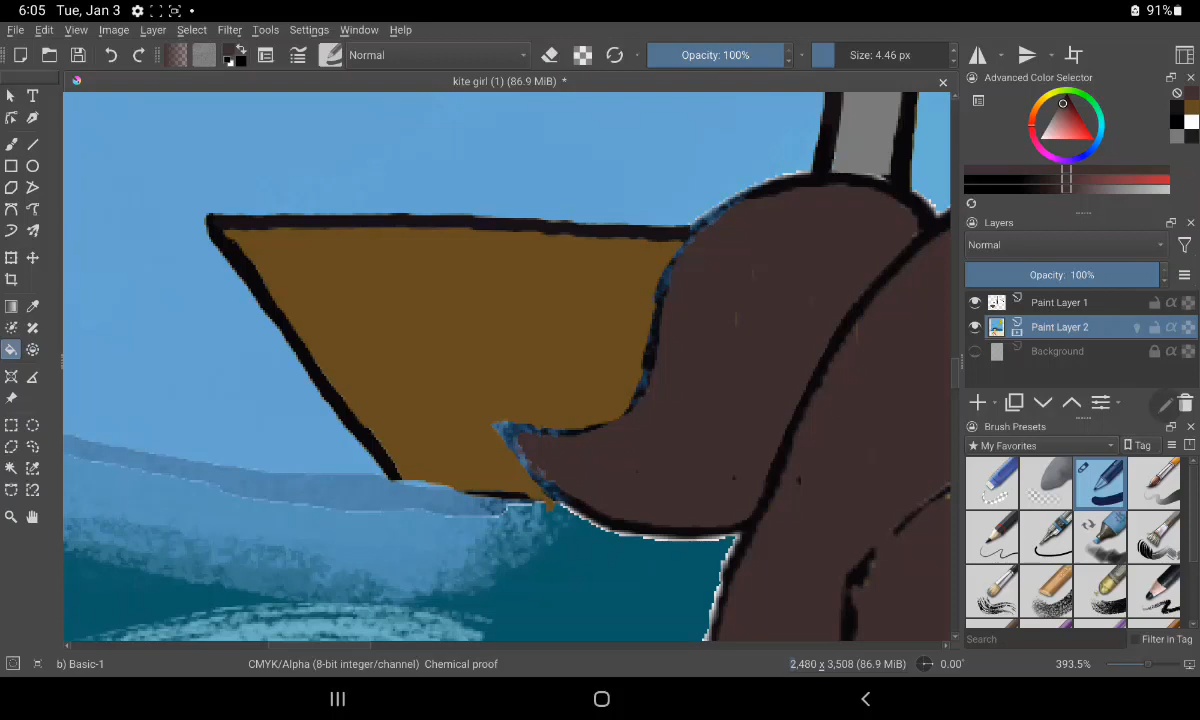 6:05 Tue, Jan 3 91%
File Edit View Image Layer Select Filter Tools Settings Window Help
Normal Opacity: 100% Size: 4.46 px
kite girl (1) (86.9 MiB) *
Advanced Color Selector
Layers
Normal
Opacity: 100%
Paint Layer 1
Paint Layer 2
Background
Brush Presets
My Favorites Tag
Search Filter in Tag
b) Basic-1 CMYK/Alpha (8-bit integer/channel) Chemical proof 2,480 x 3,508 (86.9 MiB) 0.00° 393.5%